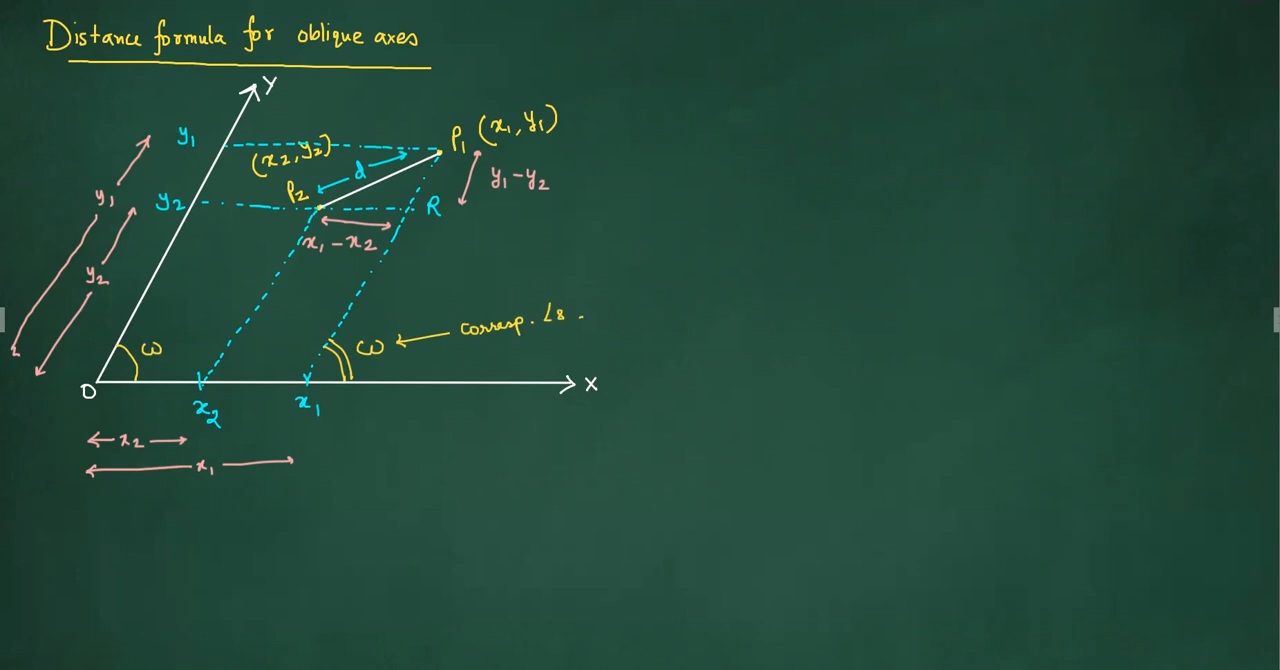 Distance formula for oblique axes
Y
y₁
(x₂, y₂)
P₁ (x₁, y₁)
d
y₁
y₂
P₂
R
y₁ - y₂
x₁ - x₂
y₂
ω
ω
corresp. ∠s.
O
X
x₂
x₁
x₂
x₁